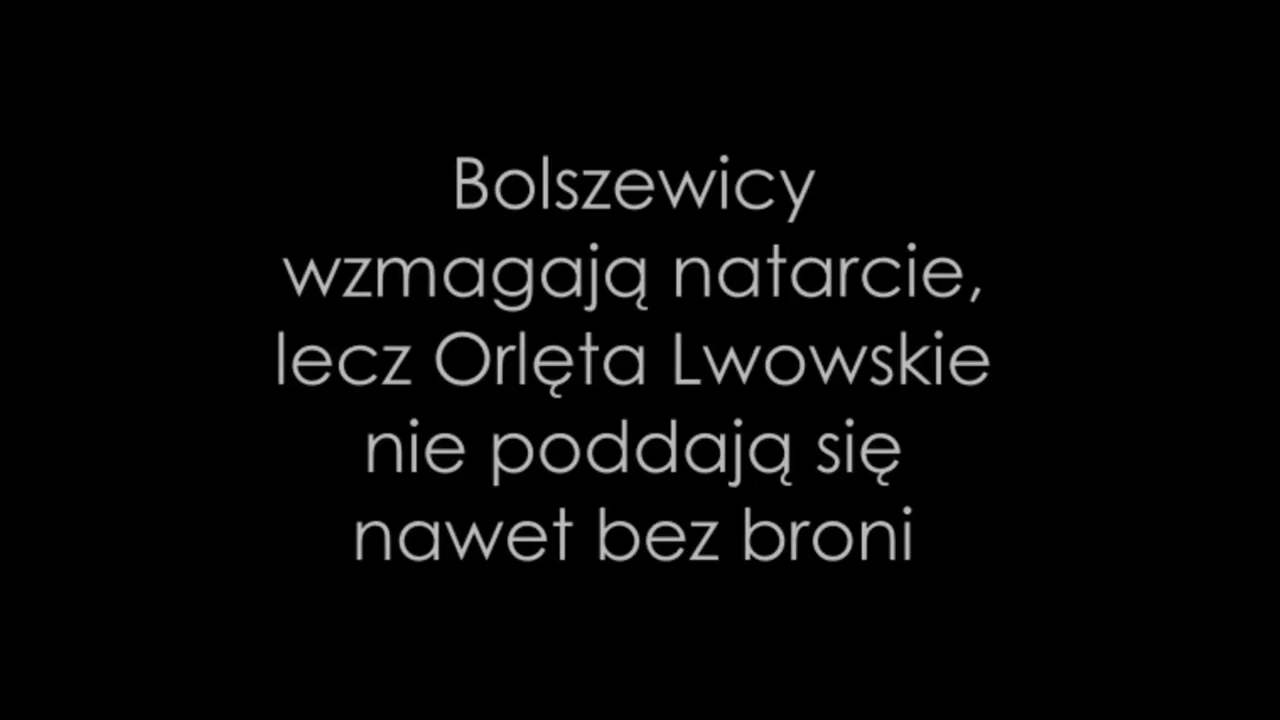 Bolszewicy
wzmagają natarcie,
lecz Orlęta Lwowskie
nie poddają się
nawet bez broni